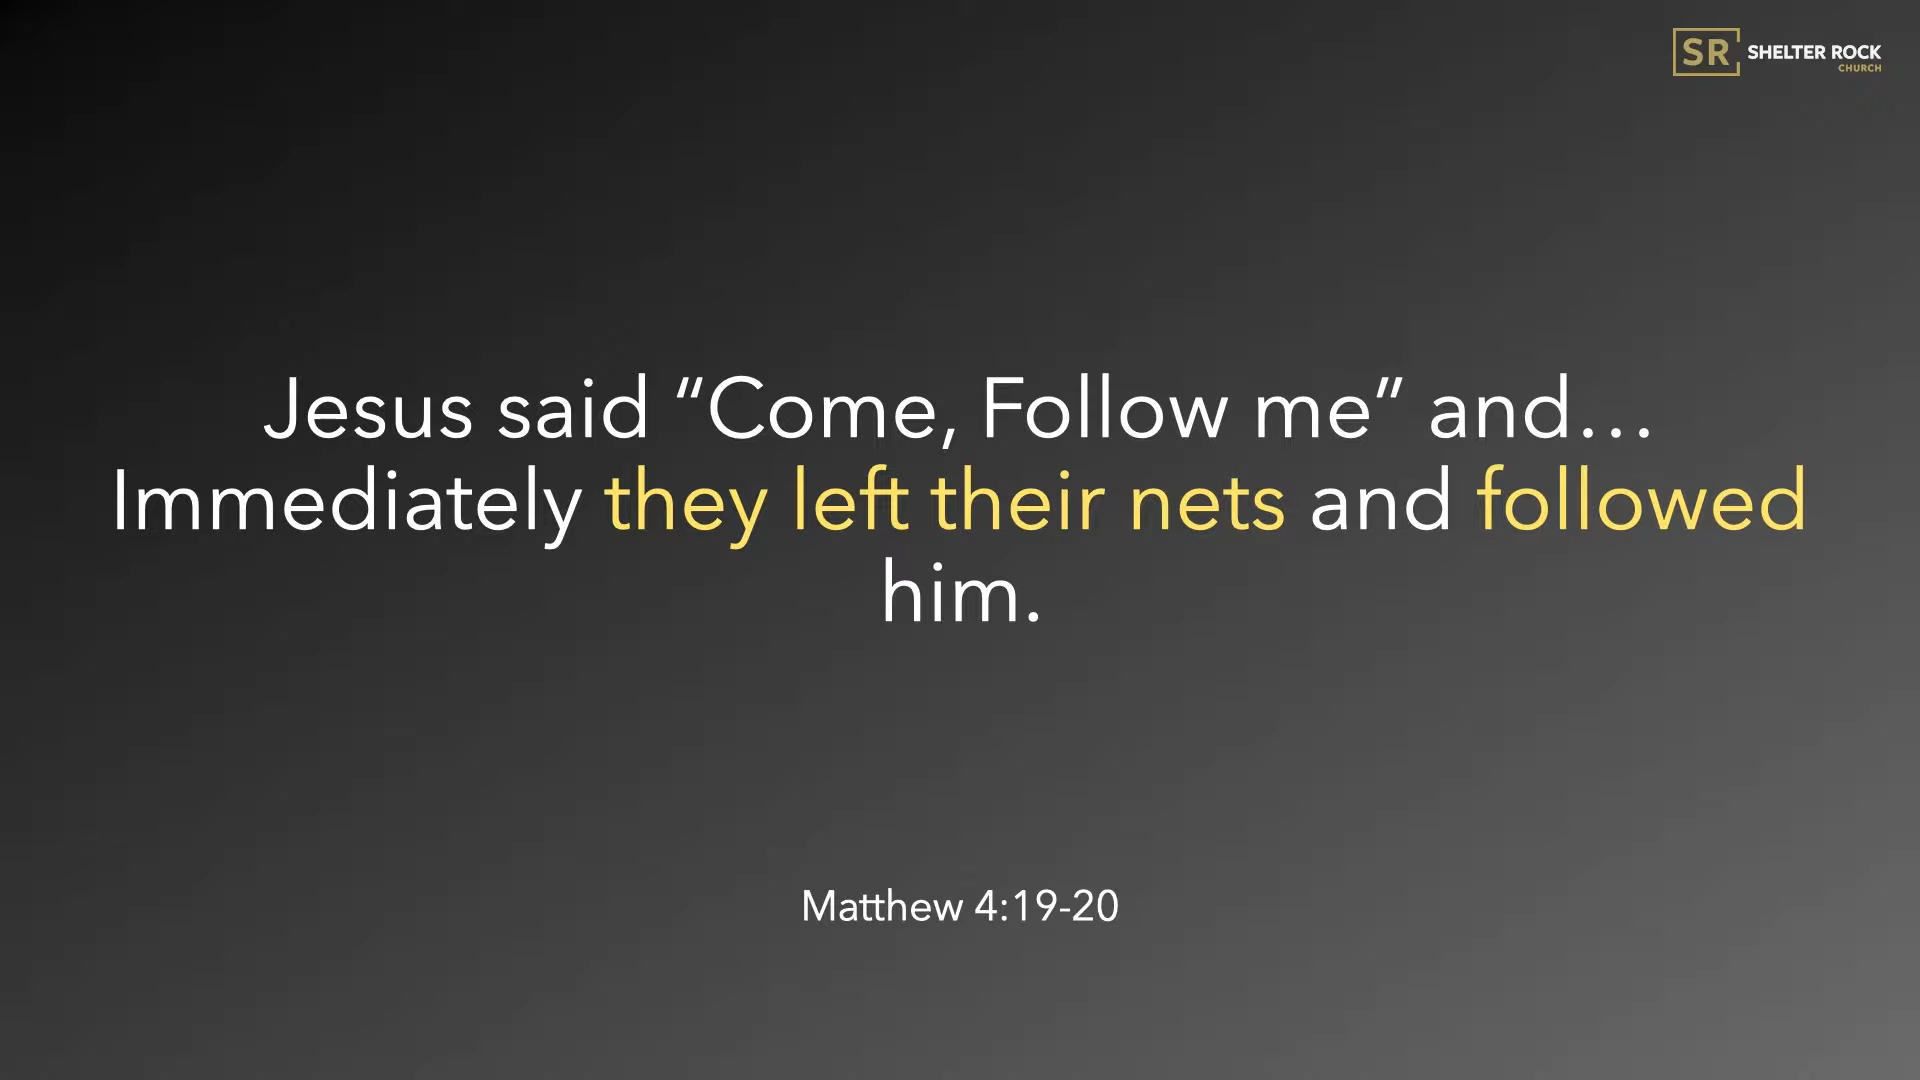 SR SHELTER ROCK
CHURCH
Jesus said “Come, Follow me” and…
Immediately they left their nets and followed
him.
Matthew 4:19-20